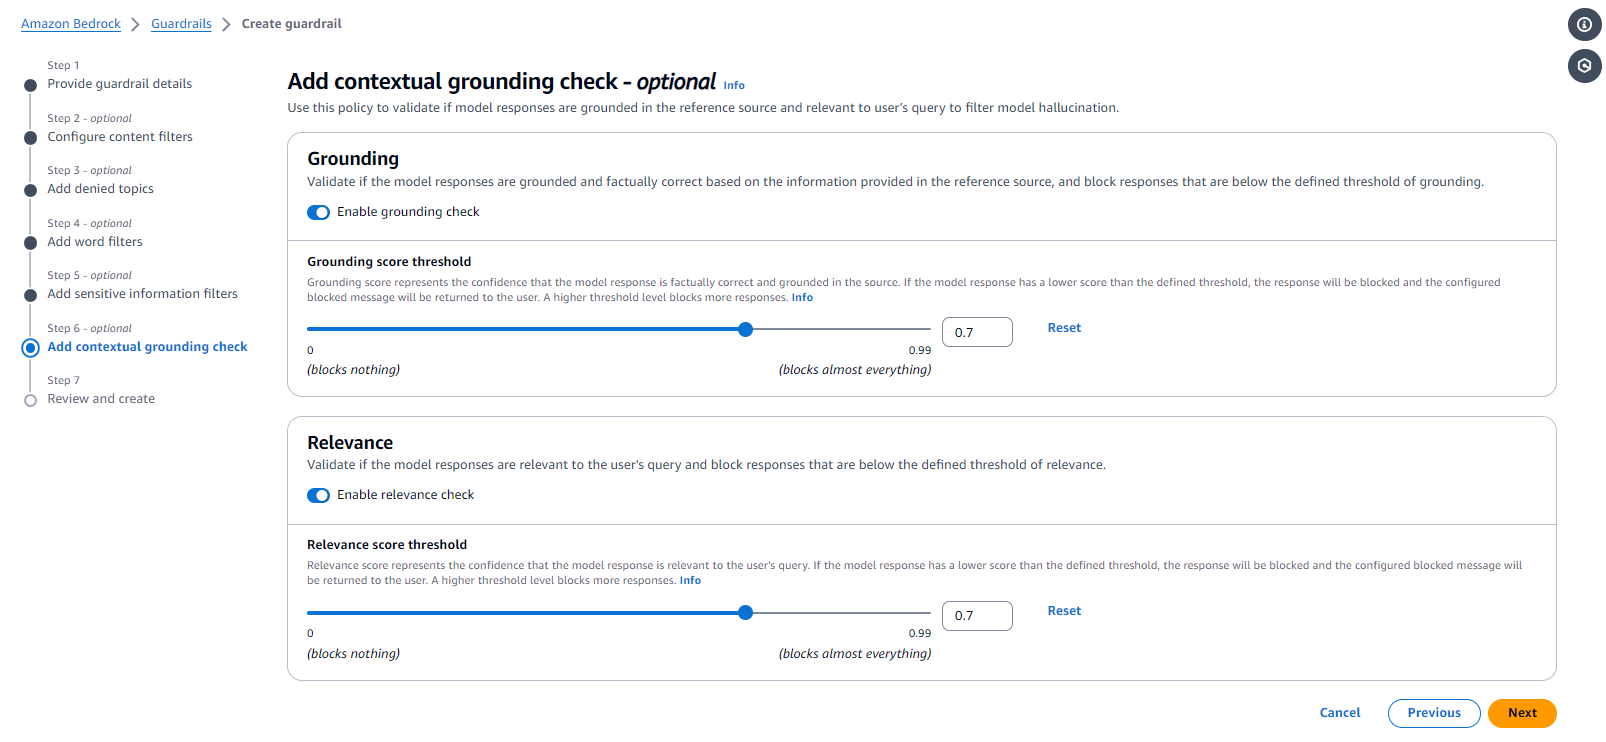 Amazon Bedrock > Guardrails > Create guardrail
Step 1
Provide guardrail details
Step 2 - optional
Configure content filters
Step 3 - optional
Add denied topics
Step 4 - optional
Add word filters
Step 5 - optional
Add sensitive information filters
Step 6 - optional
Add contextual grounding check
Step 7
Review and create
Add contextual grounding check - optional Info
Use this policy to validate if model responses are grounded in the reference source and relevant to user's query to filter model hallucination.
Grounding
Validate if the model responses are grounded and factually correct based on the information provided in the reference source, and block responses that are below the defined threshold of grounding.
Enable grounding check
Grounding score threshold
Grounding score represents the confidence that the model response is factually correct and grounded in the source. If the model response has a lower score than the defined threshold, the response will be blocked and the configured
blocked message will be returned to the user. A higher threshold level blocks more responses. Info
0.7 Reset
0 0.99
(blocks nothing) (blocks almost everything)
Relevance
Validate if the model responses are relevant to the user's query and block responses that are below the defined threshold of relevance.
Enable relevance check
Relevance score threshold
Relevance score represents the confidence that the model response is relevant to the user's query. If the model response has a lower score than the defined threshold, the response will be blocked and the configured blocked message will
be returned to the user. A higher threshold level blocks more responses. Info
0.7 Reset
0 0.99
(blocks nothing) (blocks almost everything)
Cancel Previous Next